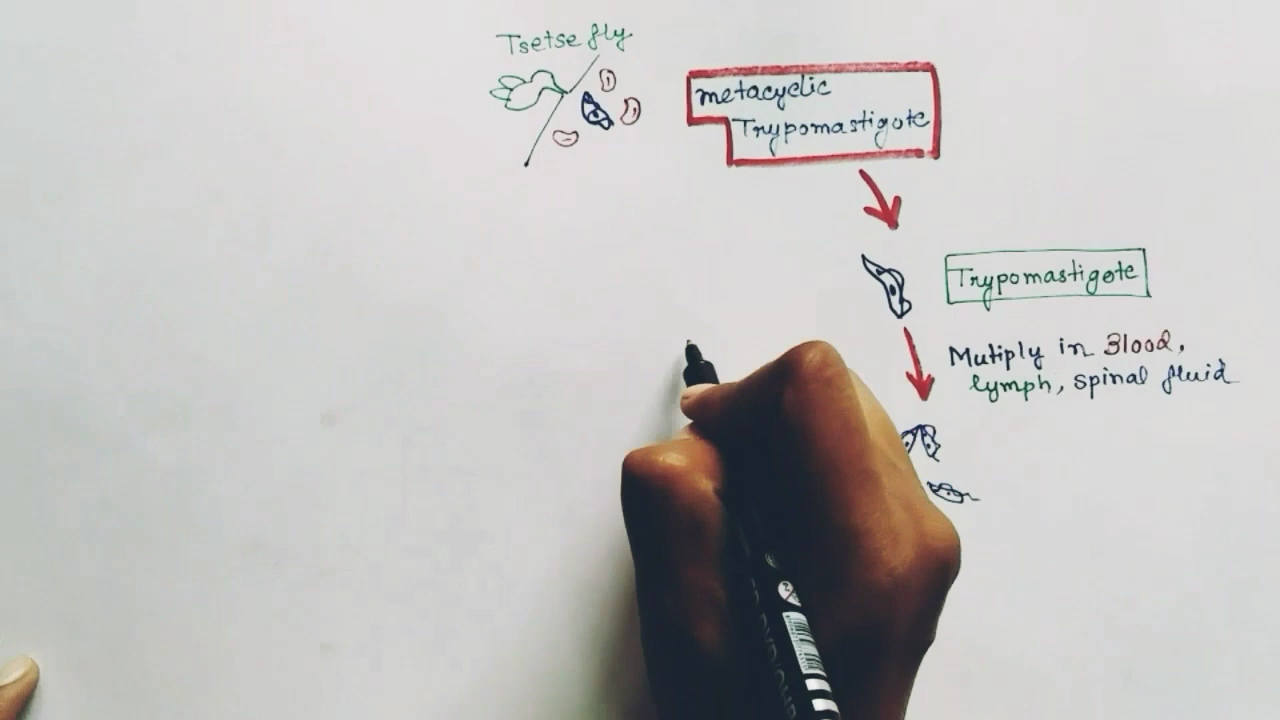 Tsetse fly
metacyclic
Trypomastigote
Trypomastigote
Mutiply in Blood,
lymph, spinal fluid